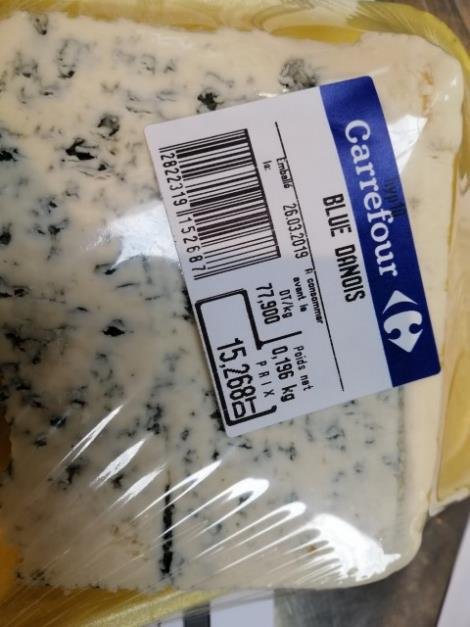 Carrefour
BLUE DANOIS
Emballé
le:
26.03.2019
A consommer
avant le
DT/kg
77,900
Poids net
0,196 kg
PRIX
15,268DT
2822319152687